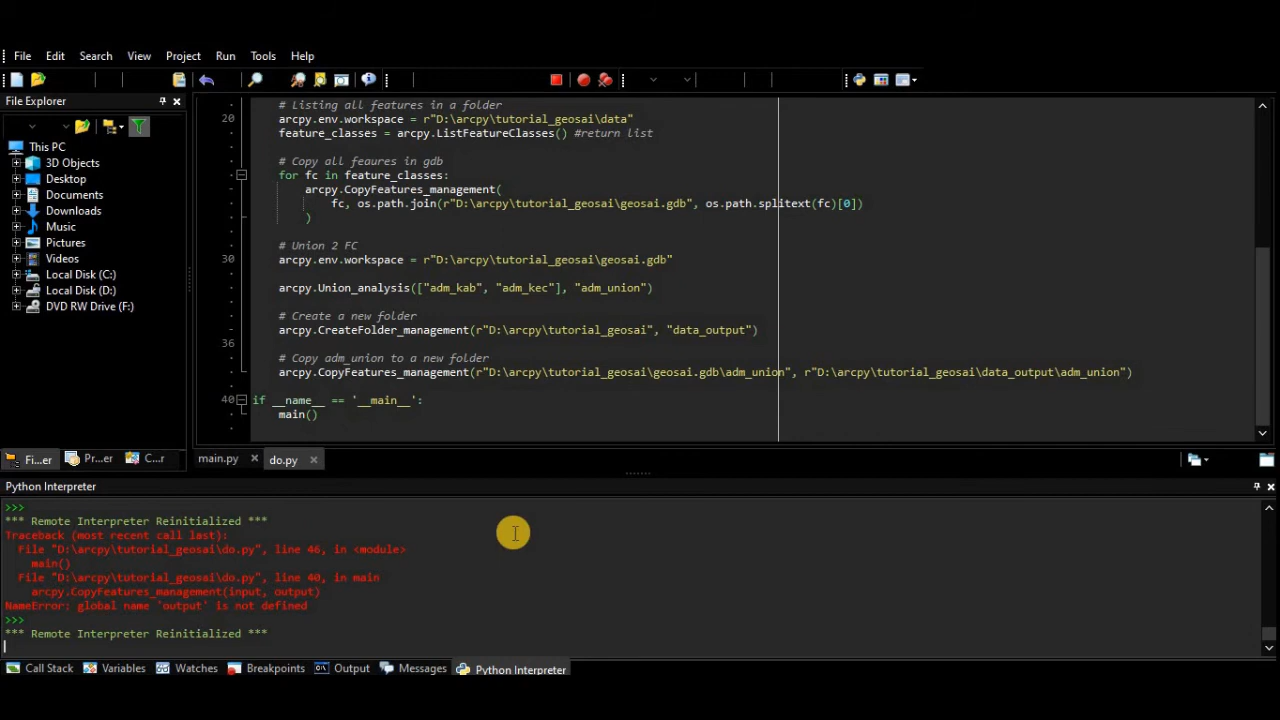 File Edit Search View Project Run Tools Help
File Explorer
This PC
3D Objects
Desktop
Documents
Downloads
Music
Pictures
Videos
Local Disk (C:)
Local Disk (D:)
DVD RW Drive (F:)
Fi...er Pr...er C...r
# Listing all features in a folder
20 arcpy.env.workspace = r"D:\arcpy\tutorial_geosai\data"
feature_classes = arcpy.ListFeatureClasses() #return list
# Copy all feaures in gdb
for fc in feature_classes:
arcpy.CopyFeatures_management(
fc, os.path.join(r"D:\arcpy\tutorial_geosai\geosai.gdb", os.path.splitext(fc)[0])
)
# Union 2 FC
30 arcpy.env.workspace = r"D:\arcpy\tutorial_geosai\geosai.gdb"
arcpy.Union_analysis(["adm_kab", "adm_kec"], "adm_union")
# Create a new folder
arcpy.CreateFolder_management(r"D:\arcpy\tutorial_geosai", "data_output")
36
# Copy adm_union to a new folder
arcpy.CopyFeatures_management(r"D:\arcpy\tutorial_geosai\geosai.gdb\adm_union", r"D:\arcpy\tutorial_geosai\data_output\adm_union")
40 if __name__ == '__main__':
main()
main.py do.py
Python Interpreter
>>>
*** Remote Interpreter Reinitialized ***
Traceback (most recent call last):
File "D:\arcpy\tutorial_geosai\do.py", line 46, in <module>
main()
File "D:\arcpy\tutorial_geosai\do.py", line 40, in main
arcpy.CopyFeatures_management(input, output)
NameError: global name 'output' is not defined
>>>
*** Remote Interpreter Reinitialized ***
Call Stack Variables Watches Breakpoints Output Messages Python Interpreter